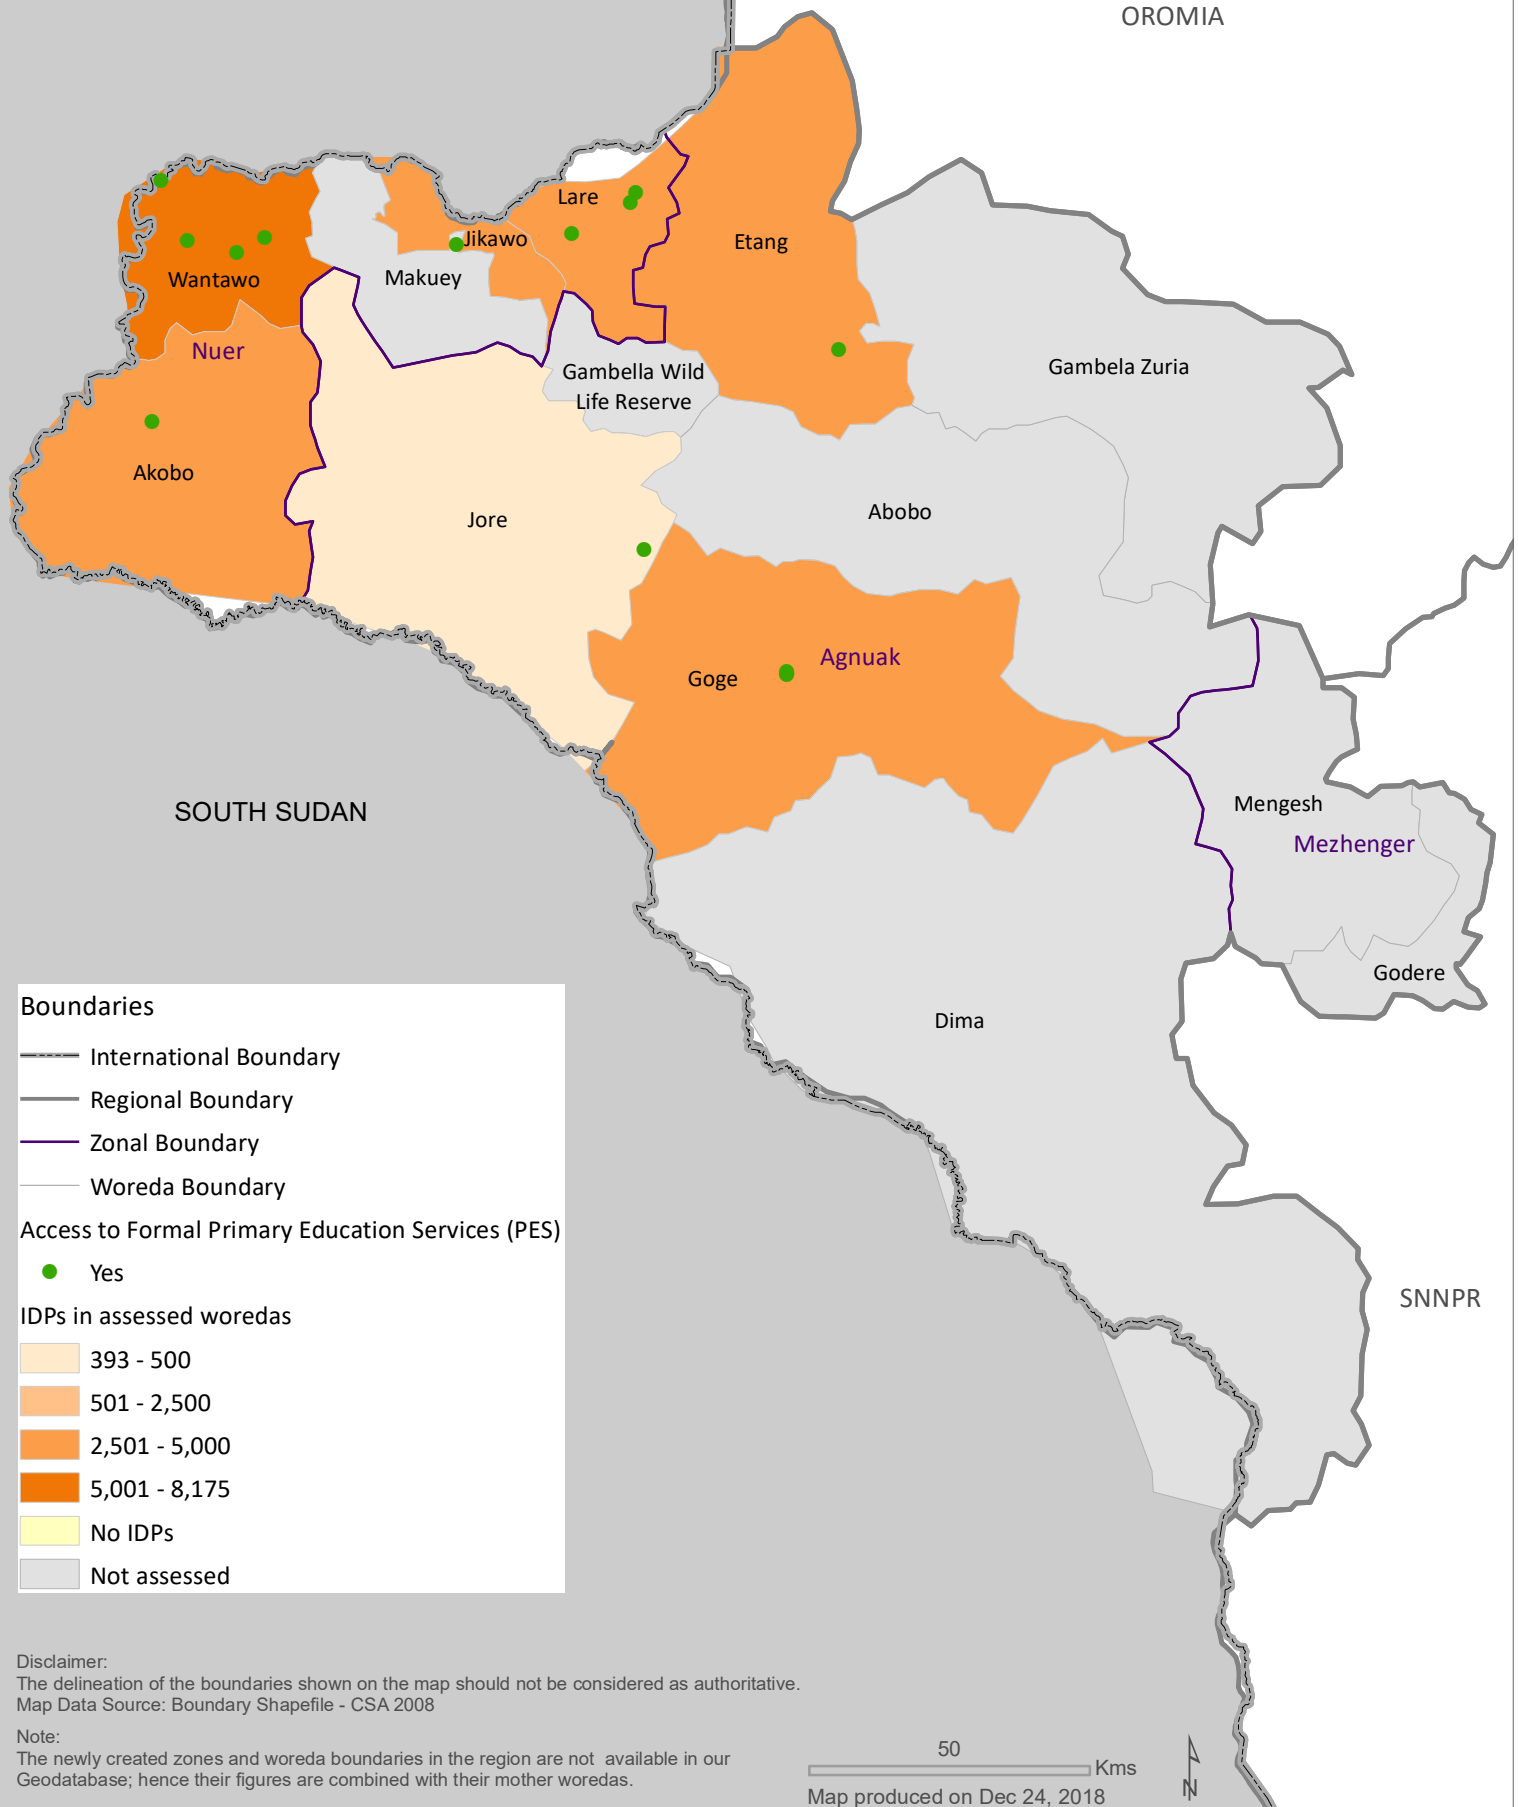 OROMIA
Lare
Jikawo
Etang
Wantawo
Makuey
Nuer
Gambella Wild
Life Reserve
Gambela Zuria
Akobo
Jore
Abobo
Goge
Agnuak
SOUTH SUDAN
Mengesh
Mezhenger
Godere
Dima
SNNPR
Boundaries
International Boundary
Regional Boundary
Zonal Boundary
Woreda Boundary
Access to Formal Primary Education Services (PES)
Yes
IDPs in assessed woredas
393 - 500
501 - 2,500
2,501 - 5,000
5,001 - 8,175
No IDPs
Not assessed
Disclaimer:
The delineation of the boundaries shown on the map should not be considered as authoritative.
Map Data Source: Boundary Shapefile - CSA 2008
Note:
The newly created zones and woreda boundaries in the region are not available in our
Geodatabase; hence their figures are combined with their mother woredas.
50
Kms
N
Map produced on Dec 24, 2018